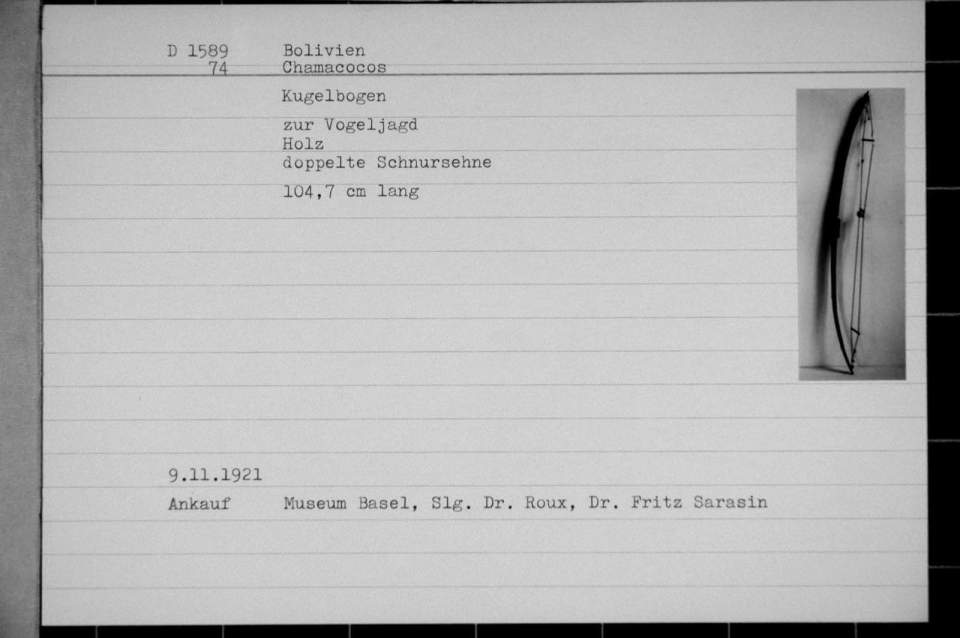 D 1589 Bolivien
74 Chamacocos
Kugelbogen
zur Vogeljagd
Holz
doppelte Schnursehne
104,7 cm lang
9.11.1921
Ankauf Museum Basel, Slg. Dr. Roux, Dr. Fritz Sarasin